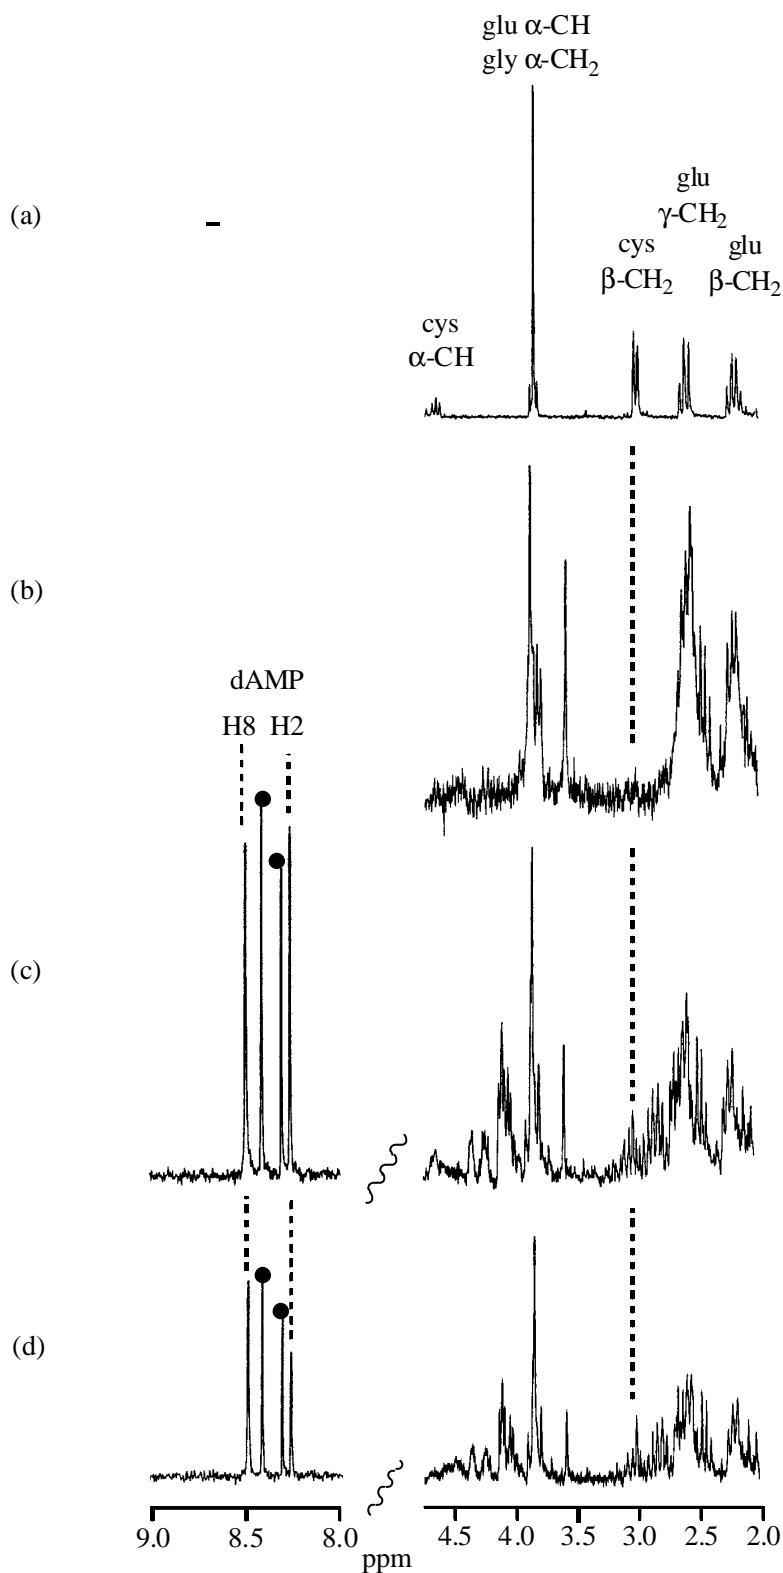 glu α-CH
gly α-CH₂
(a)
glu
γ-CH₂
cys
β-CH₂
glu
β-CH₂
cys
α-CH
(b)
dAMP
H8 H2
(c)
(d)
9.0 8.5 8.0 4.5 4.0 3.5 3.0 2.5 2.0
ppm